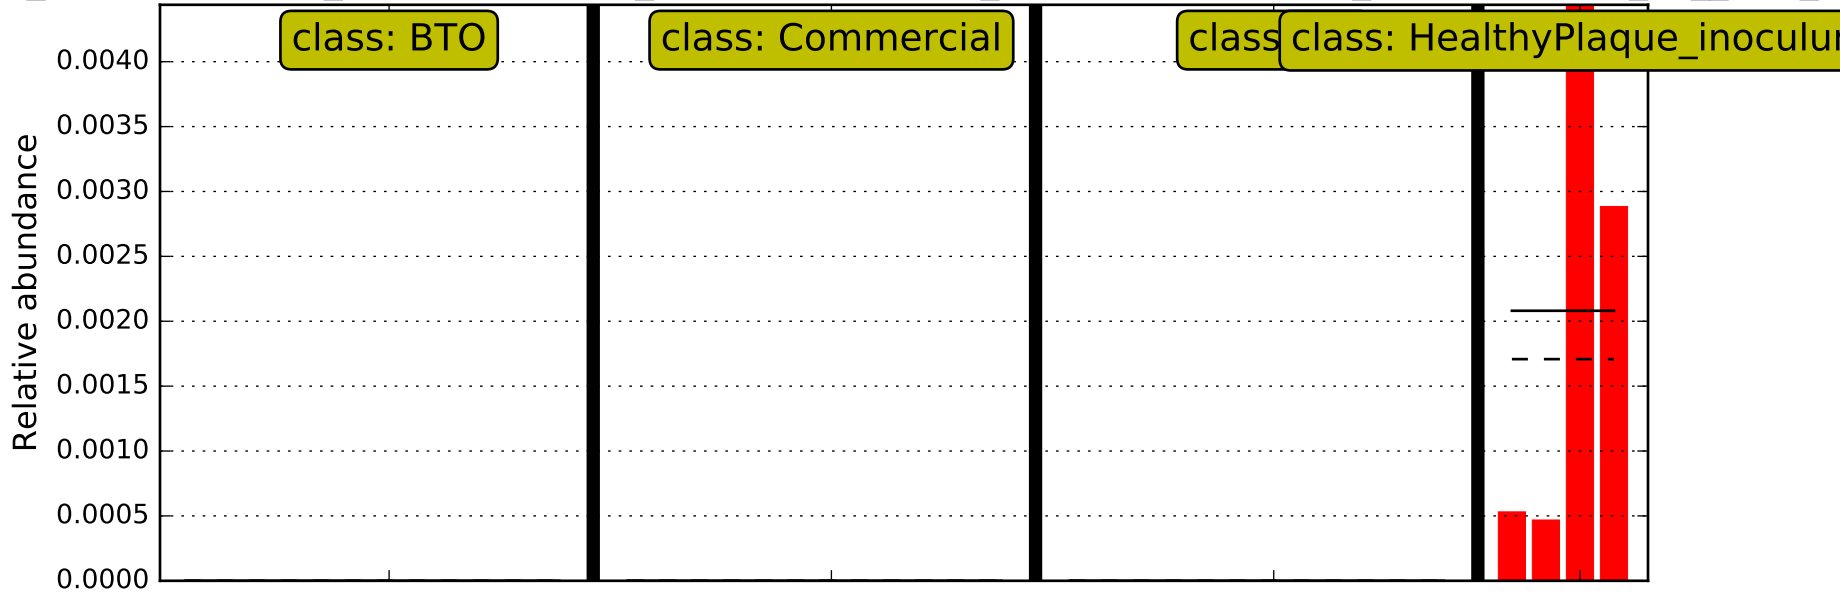 class: BTO
class: Commercial
class
class: HealthyPlaque_inoculu
0.0040
0.0035
0.0030
0.0025
0.0020
0.0015
0.0010
0.0005
0.0000
Relative abundance